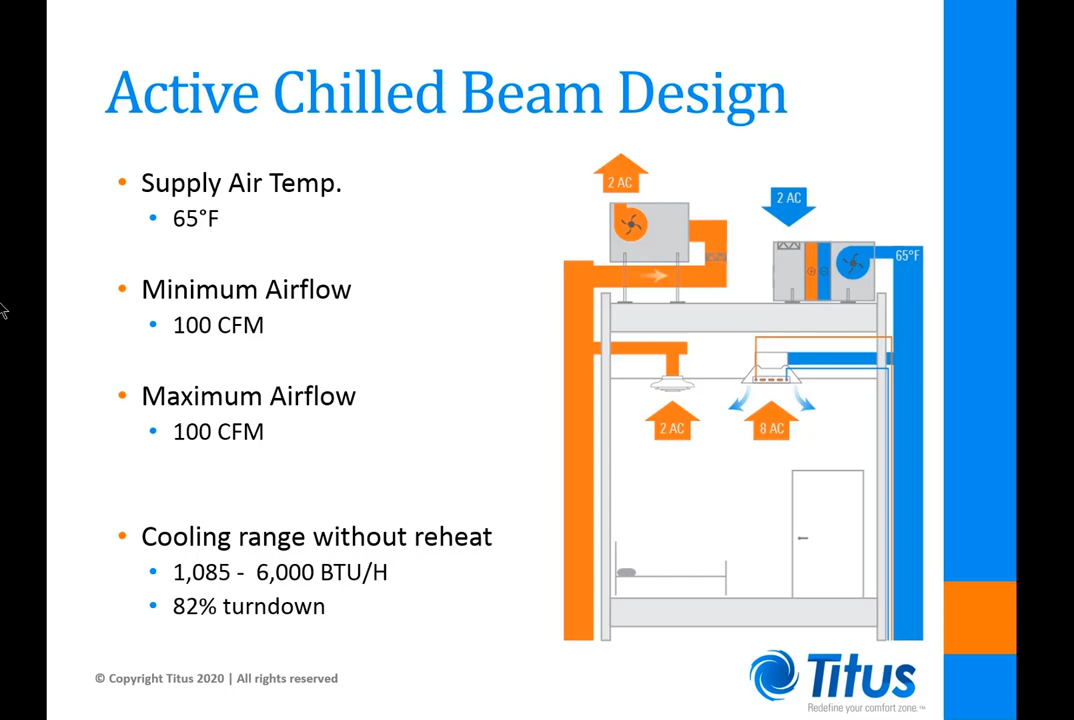 Active Chilled Beam Design
• Supply Air Temp.
• 65°F
• Minimum Airflow
• 100 CFM
• Maximum Airflow
• 100 CFM
• Cooling range without reheat
• 1,085 - 6,000 BTU/H
• 82% turndown
2 AC
2 AC
65°F
2 AC
8 AC
© Copyright Titus 2020 | All rights reserved
Titus
Redefine your comfort zone.™